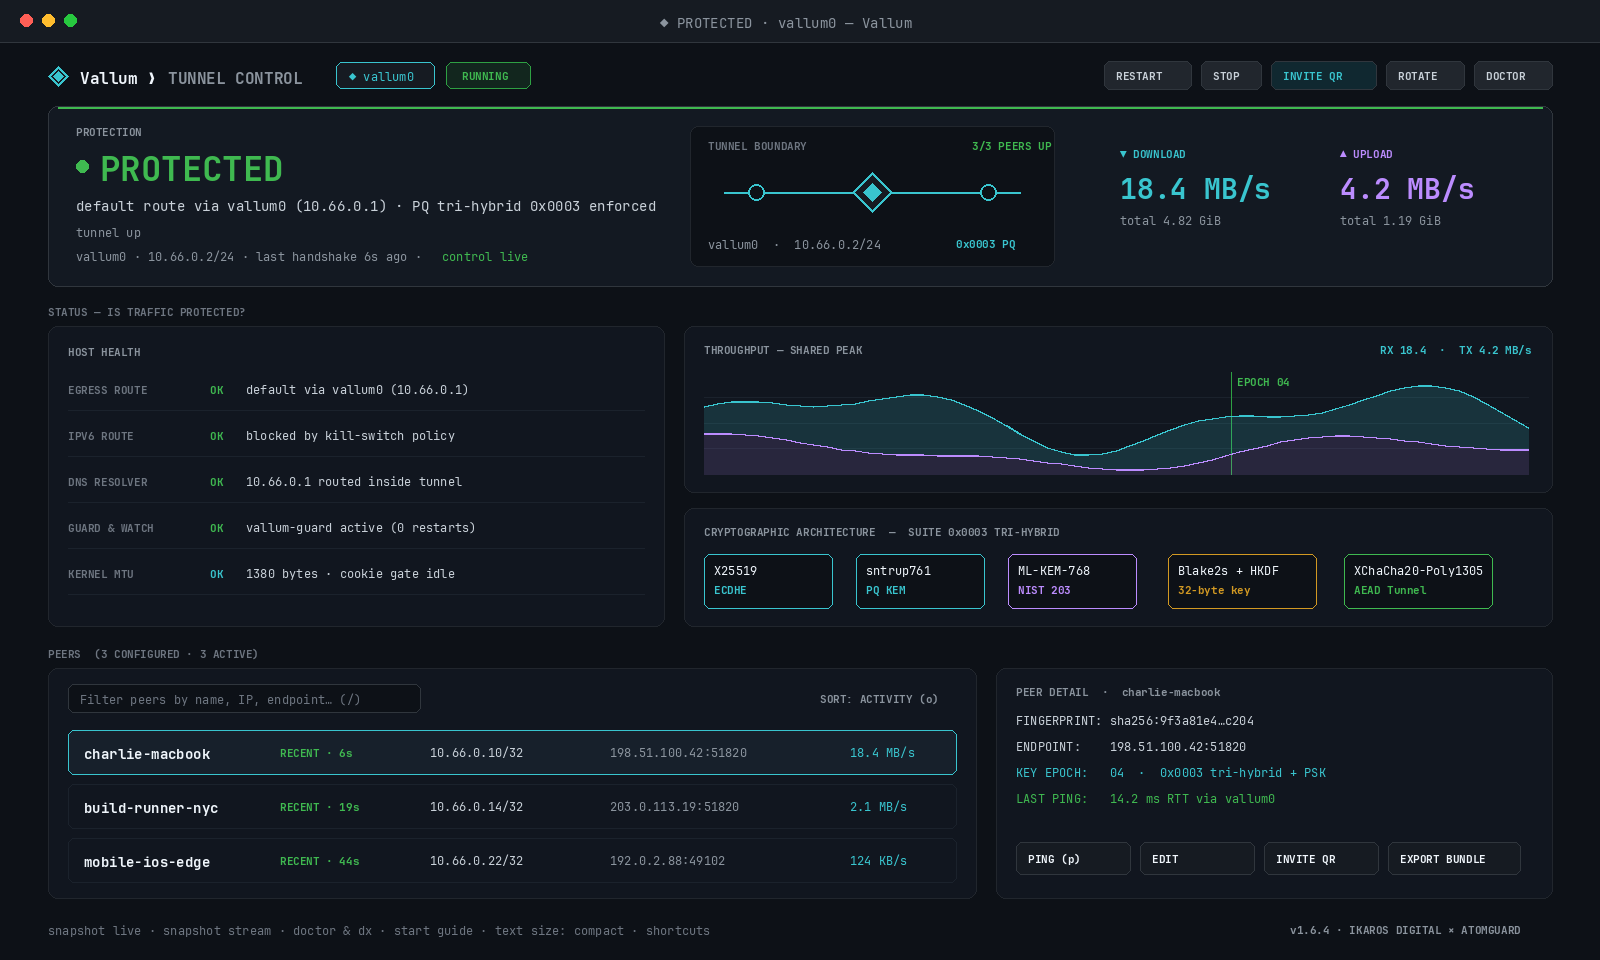 ◆ PROTECTED · vallum0 — Vallum
Vallum ❯ TUNNEL CONTROL
◆ vallum0
RUNNING
RESTART
STOP
INVITE QR
ROTATE
DOCTOR
PROTECTION
PROTECTED
default route via vallum0 (10.66.0.1) · PQ tri-hybrid 0x0003 enforced
tunnel up
vallum0 · 10.66.0.2/24 · last handshake 6s ago · control live
TUNNEL BOUNDARY 3/3 PEERS UP
vallum0 · 10.66.0.2/24 0x0003 PQ
▼ DOWNLOAD
18.4 MB/s
total 4.82 GiB
▲ UPLOAD
4.2 MB/s
total 1.19 GiB
STATUS — IS TRAFFIC PROTECTED?
HOST HEALTH
EGRESS ROUTE OK default via vallum0 (10.66.0.1)
IPV6 ROUTE OK blocked by kill-switch policy
DNS RESOLVER OK 10.66.0.1 routed inside tunnel
GUARD & WATCH OK vallum-guard active (0 restarts)
KERNEL MTU OK 1380 bytes · cookie gate idle
THROUGHPUT — SHARED PEAK RX 18.4 · TX 4.2 MB/s
EPOCH 04
CRYPTOGRAPHIC ARCHITECTURE — SUITE 0x0003 TRI-HYBRID
X25519
ECDHE
sntrup761
PQ KEM
ML-KEM-768
NIST 203
Blake2s + HKDF
32-byte key
XChaCha20-Poly1305
AEAD Tunnel
PEERS (3 CONFIGURED · 3 ACTIVE)
Filter peers by name, IP, endpoint… (/)
SORT: ACTIVITY (o)
charlie-macbook RECENT · 6s 10.66.0.10/32 198.51.100.42:51820 18.4 MB/s
build-runner-nyc RECENT · 19s 10.66.0.14/32 203.0.113.19:51820 2.1 MB/s
mobile-ios-edge RECENT · 44s 10.66.0.22/32 192.0.2.88:49102 124 KB/s
PEER DETAIL · charlie-macbook
FINGERPRINT: sha256:9f3a81e4…c204
ENDPOINT: 198.51.100.42:51820
KEY EPOCH: 04 · 0x0003 tri-hybrid + PSK
LAST PING: 14.2 ms RTT via vallum0
PING (p)
EDIT
INVITE QR
EXPORT BUNDLE
snapshot live · snapshot stream · doctor & dx · start guide · text size: compact · shortcuts
v1.6.4 · IKAROS DIGITAL × ATOMGUARD